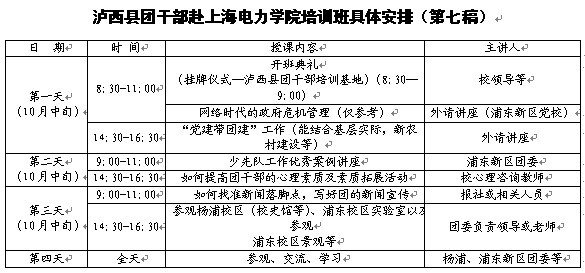 泸西县团干部赴上海电力学院培训班具体安排（第七稿）
日 期 时 间 授课内容 主讲人
第一天
(10月中旬)
8:30-11:00
开班典礼
（挂牌仪式—泸西县团干部培训基地）(8:30—
9:00)
校领导等
网络时代的政府危机管理（仅参考） 外请讲座（浦东新区党校）
14:30-16:30
“党建带团建”工作（能结合基层实际，新农
村建设等）
外请讲座
第二天
(10月中旬)
9:00-11:00 少先队工作优秀案例讲座 浦东新区团委
14:30-16:30 如何提高团干部的心理素质及素质拓展活动 校心理咨询教师
第三天
(10月中旬)
9:00-11:00 如何找准新闻落脚点，写好团的新闻宣传 报社或相关人员
14:30-16:30
参观杨浦校区（校史馆等）、浦东校区实验室以及
参观
浦东校区景观等
团委负责领导或老师
第四天 全天 参观、交流、学习 杨浦、浦东新区团委等